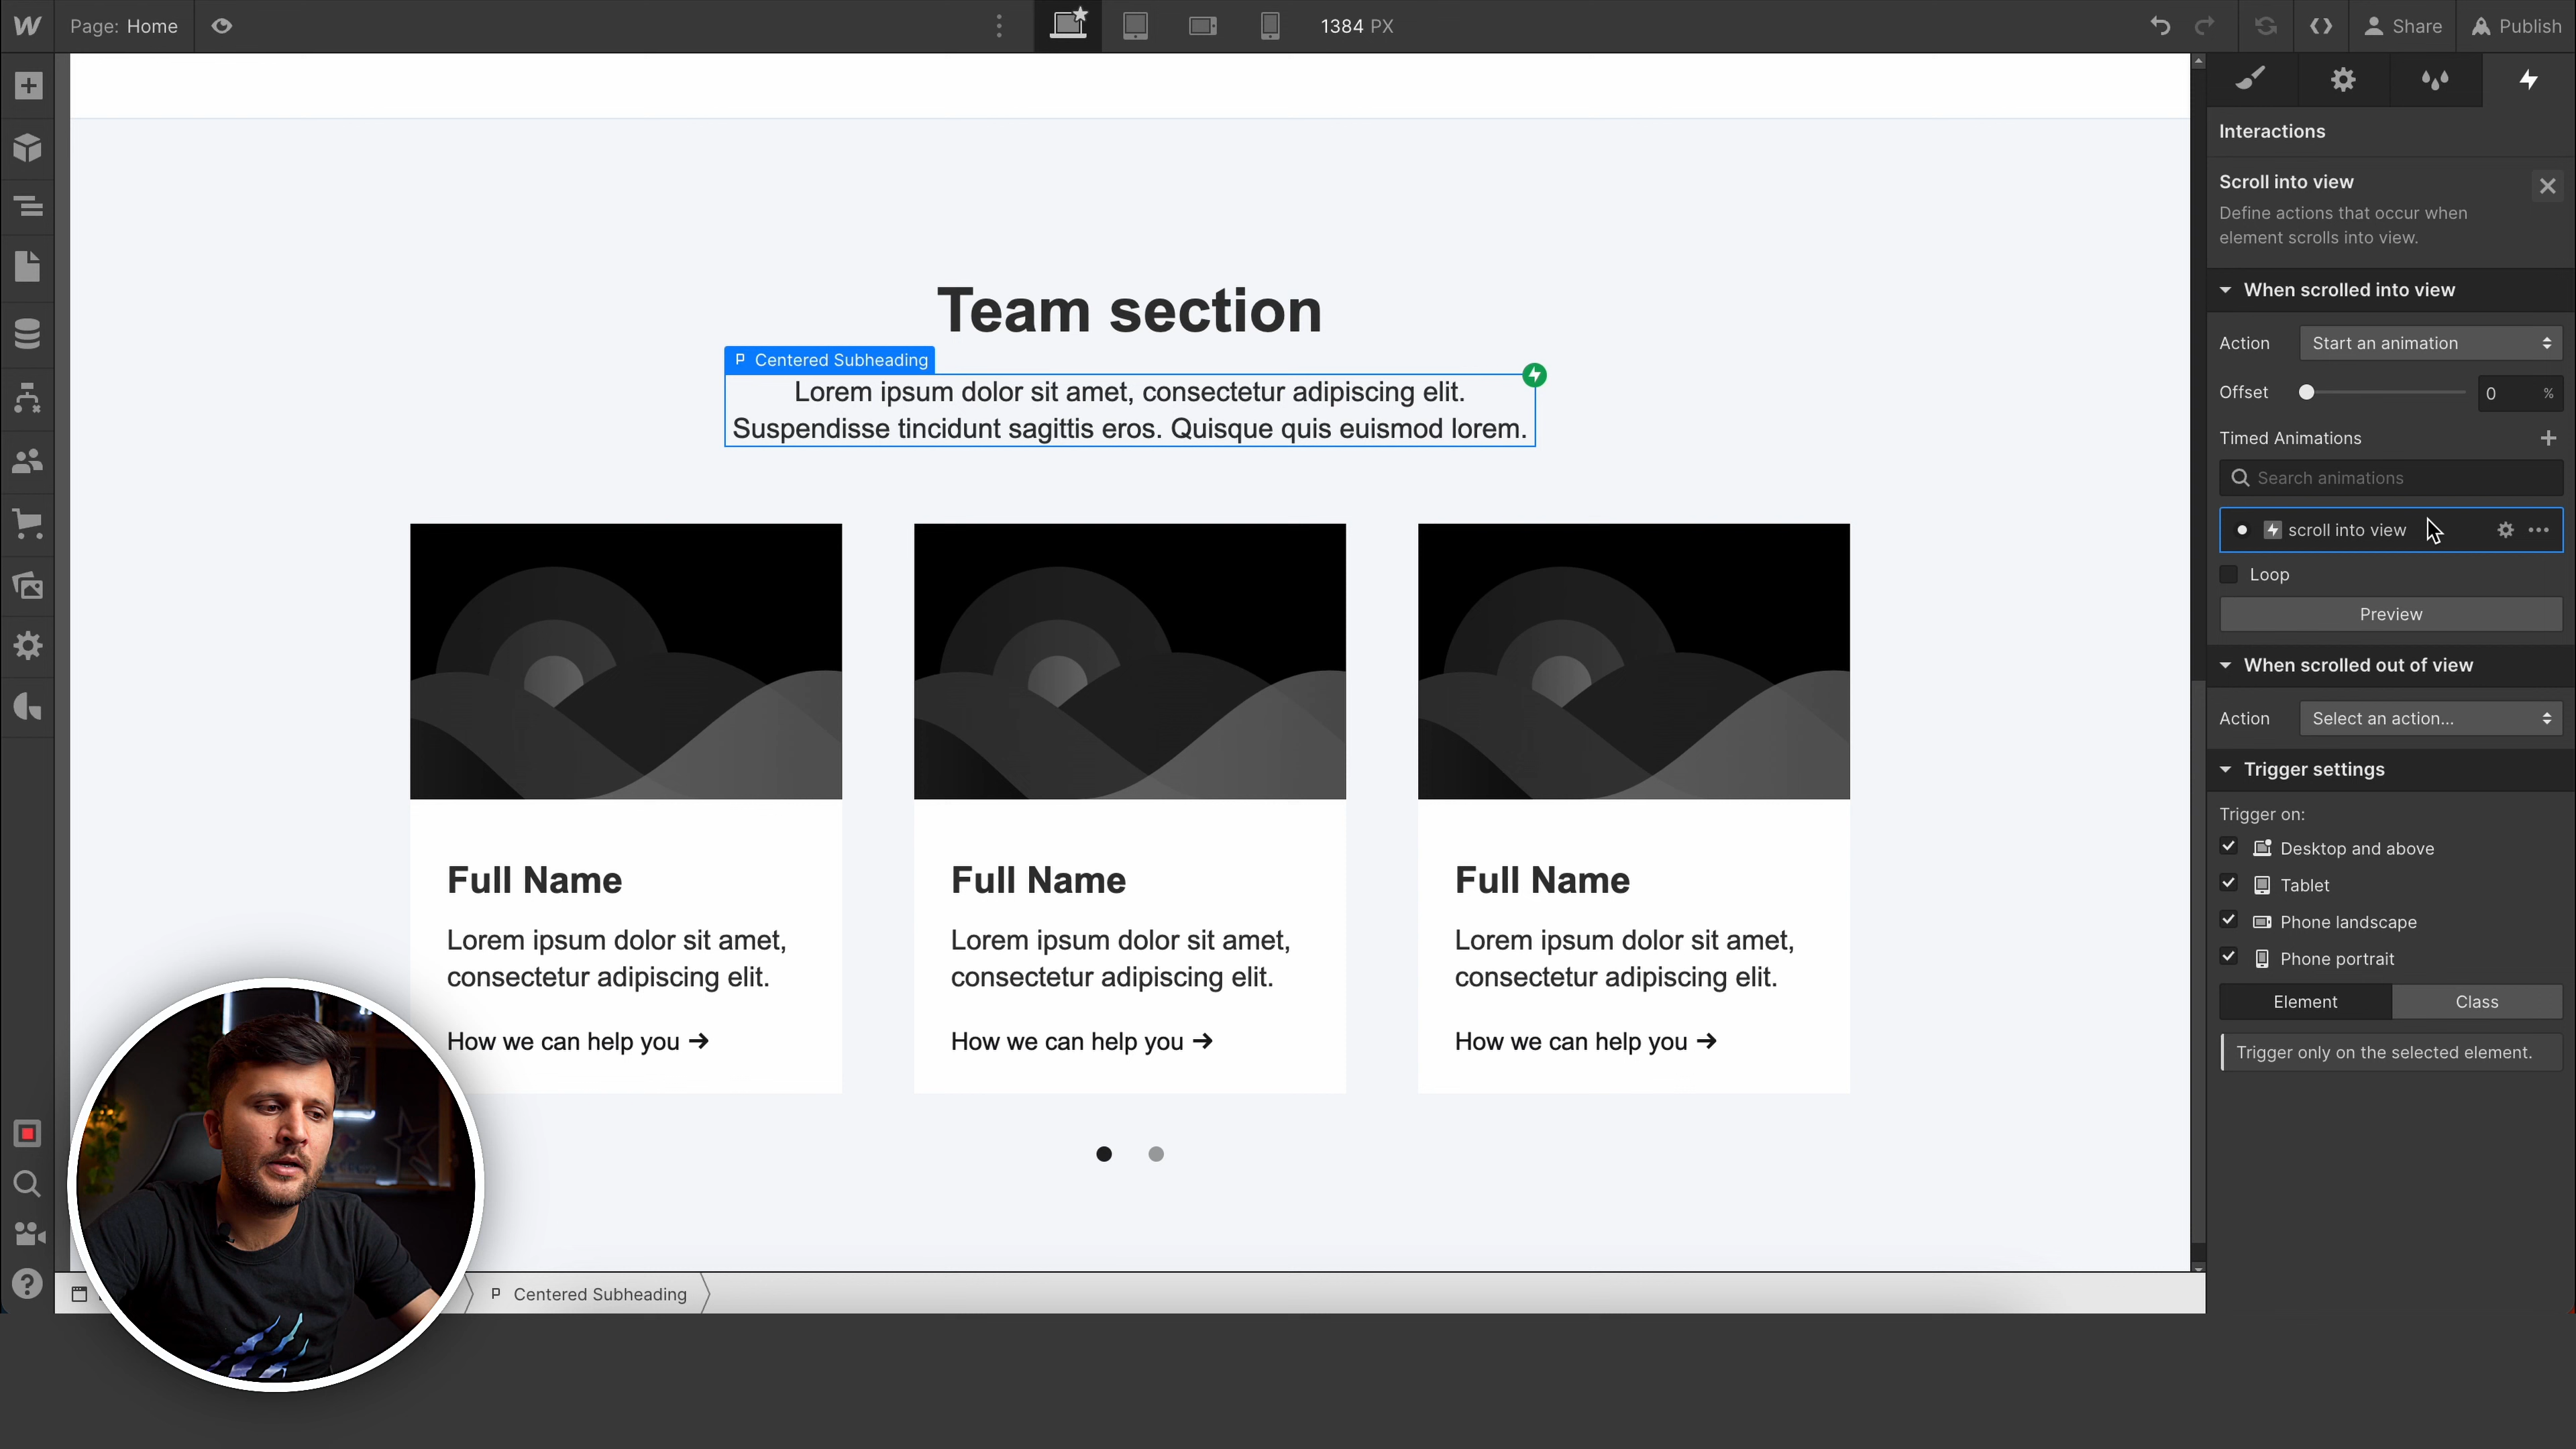 Page: Home
1384 PX
Share
Publish
Team section
Centered Subheading
Lorem ipsum dolor sit amet, consectetur adipiscing elit.
Suspendisse tincidunt sagittis eros. Quisque quis euismod lorem.
Full Name
Lorem ipsum dolor sit amet,
consectetur adipiscing elit.
How we can help you →
Full Name
Lorem ipsum dolor sit amet,
consectetur adipiscing elit.
How we can help you →
Full Name
Lorem ipsum dolor sit amet,
consectetur adipiscing elit.
How we can help you →
Centered Subheading
Interactions
Scroll into view
Define actions that occur when
element scrolls into view.
When scrolled into view
Action Start an animation
Offset 0 %
Timed Animations
Search animations
scroll into view
Loop
Preview
When scrolled out of view
Action Select an action...
Trigger settings
Trigger on:
Desktop and above
Tablet
Phone landscape
Phone portrait
Element Class
Trigger only on the selected element.